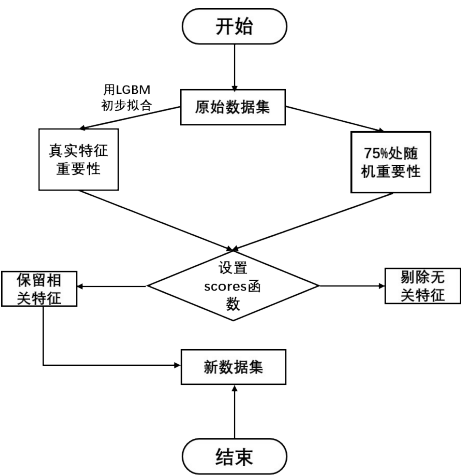 开始
用LGBM
初步拟合
原始数据集
真实特征
重要性
75%处随
机重要性
设置
scores函
数
保留相
关特征
剔除无
关特征
新数据集
结束